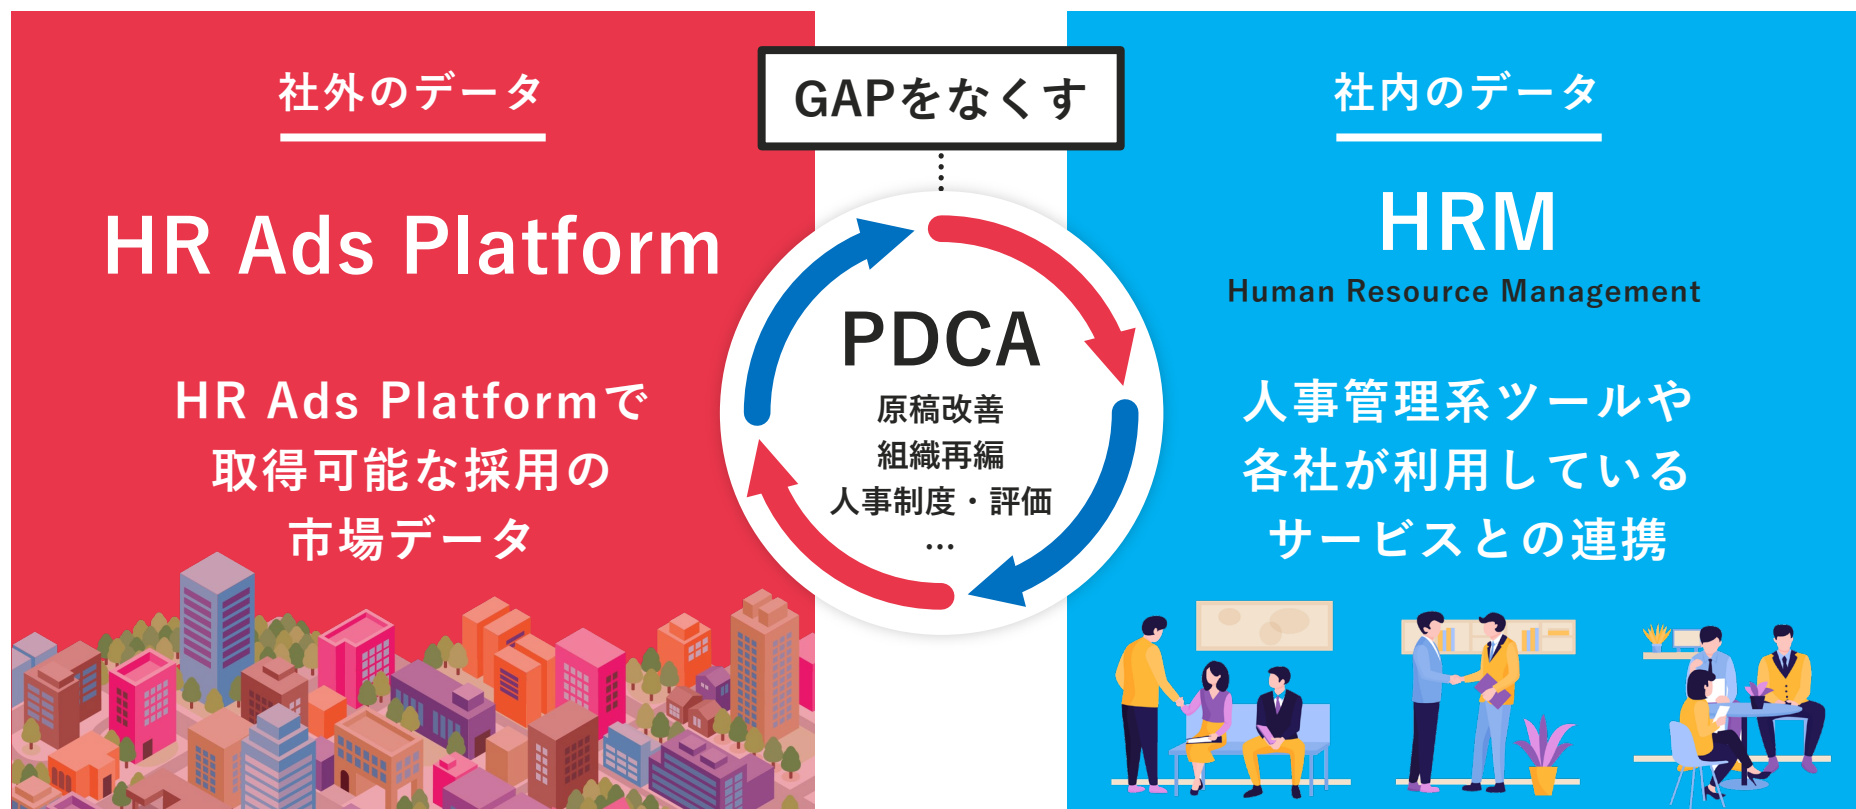 社外のデータ
HR Ads Platform
HR Ads Platformで
取得可能な採用の
市場データ
GAPをなくす
PDCA
原稿改善
組織再編
人事制度・評価
…
社内のデータ
HRM
Human Resource Management
人事管理系ツールや
各社が利用している
サービスとの連携